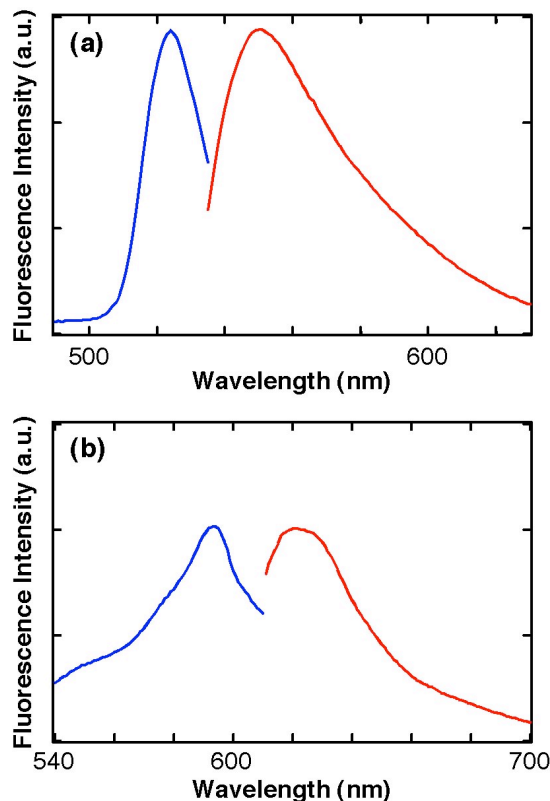 (a)
Fluorescence Intensity (a.u.)
500 600
Wavelength (nm)
(b)
Fluorescence Intensity (a.u.)
540 600 700
Wavelength (nm)